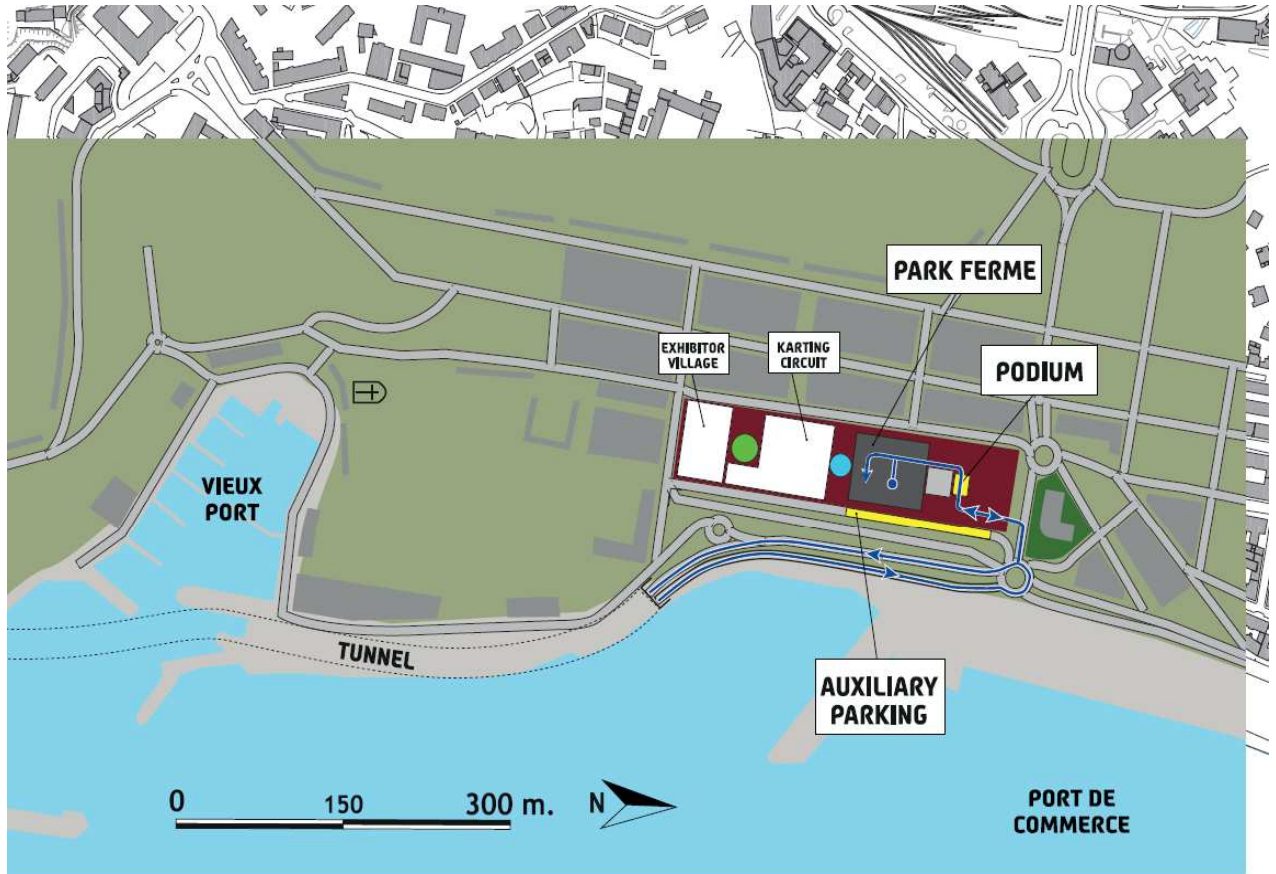 PARK FERME
EXHIBITOR
VILLAGE
KARTING
CIRCUIT
PODIUM
VIEUX
PORT
TUNNEL
AUXILIARY
PARKING
0 150 300 m.
N
PORT DE
COMMERCE